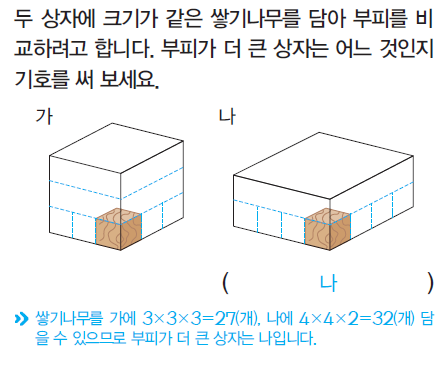 두 상자에 크기가 같은 쌓기나무를 담아 부피를 비
교하려고 합니다. 부피가 더 큰 상자는 어느 것인지
기호를 써 보세요.
가 나
( 나 )
≫ 쌓기나무를 가에 3×3×3=27(개), 나에 4×4×2=32(개) 담
을 수 있으므로 부피가 더 큰 상자는 나입니다.